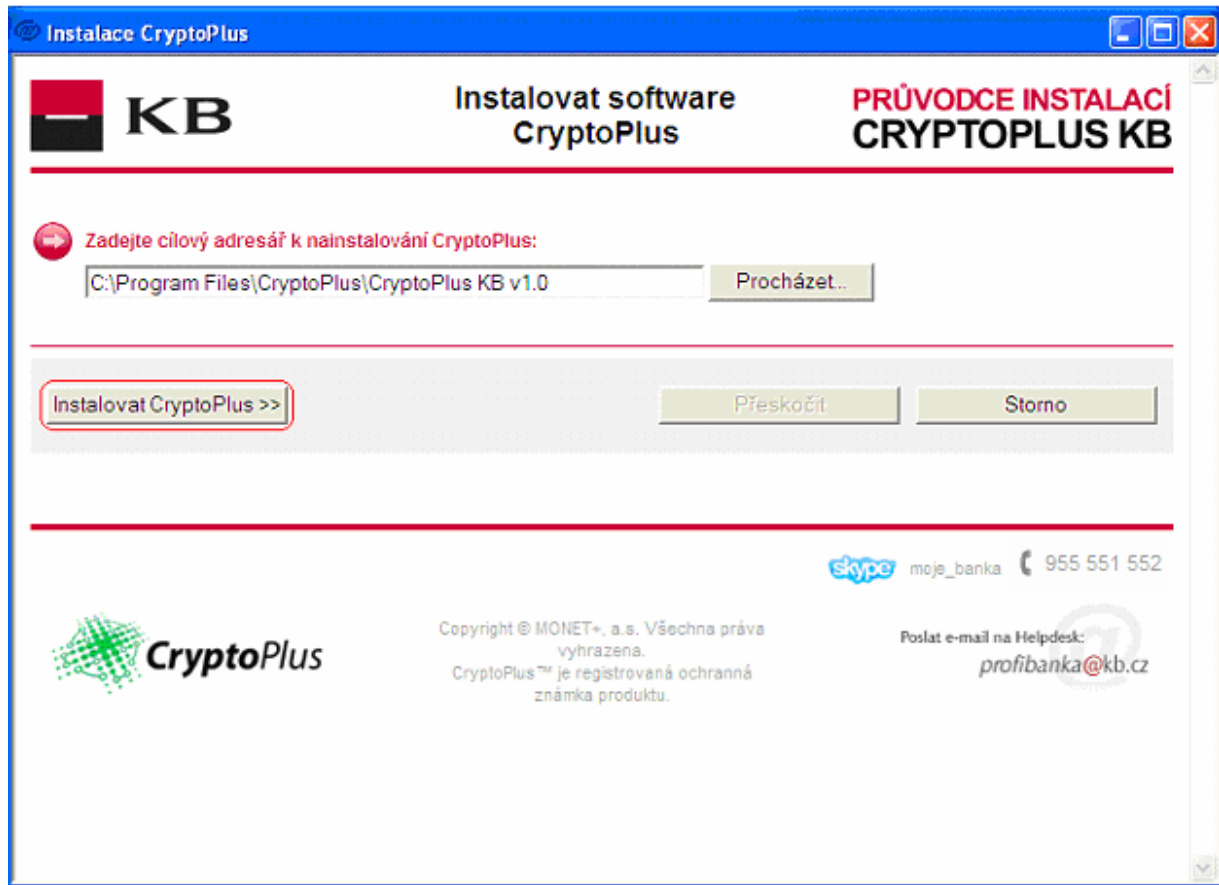 Instalace CryptoPlus
KB
Instalovat software
CryptoPlus
PRŮVODCE INSTALACÍ
CRYPTOPLUS KB
Zadejte cílový adresář k nainstalování CryptoPlus:
C:\Program Files\CryptoPlus\CryptoPlus KB v1.0
Procházet...
Instalovat CryptoPlus >>
Přeskočit
Storno
skype moje_banka 955 551 552
CryptoPlus
Copyright © MONET+, a.s. Všechna práva
vyhrazena.
CryptoPlus™ je registrovaná ochranná
známka produktu.
Poslat e-mail na Helpdesk:
profibanka@kb.cz